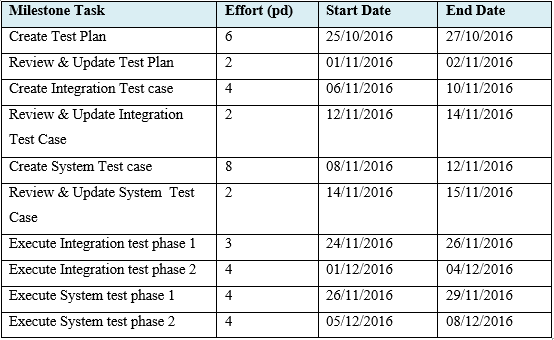 Milestone Task Effort (pd) Start Date End Date
Create Test Plan 6 25/10/2016 27/10/2016
Review & Update Test Plan 2 01/11/2016 02/11/2016
Create Integration Test case 4 06/11/2016 10/11/2016
Review & Update Integration 2 12/11/2016 14/11/2016
Test Case
Create System Test case 8 08/11/2016 12/11/2016
Review & Update System Test 2 14/11/2016 15/11/2016
Case
Execute Integration test phase 1 3 24/11/2016 26/11/2016
Execute Integration test phase 2 4 01/12/2016 04/12/2016
Execute System test phase 1 4 26/11/2016 29/11/2016
Execute System test phase 2 4 05/12/2016 08/12/2016